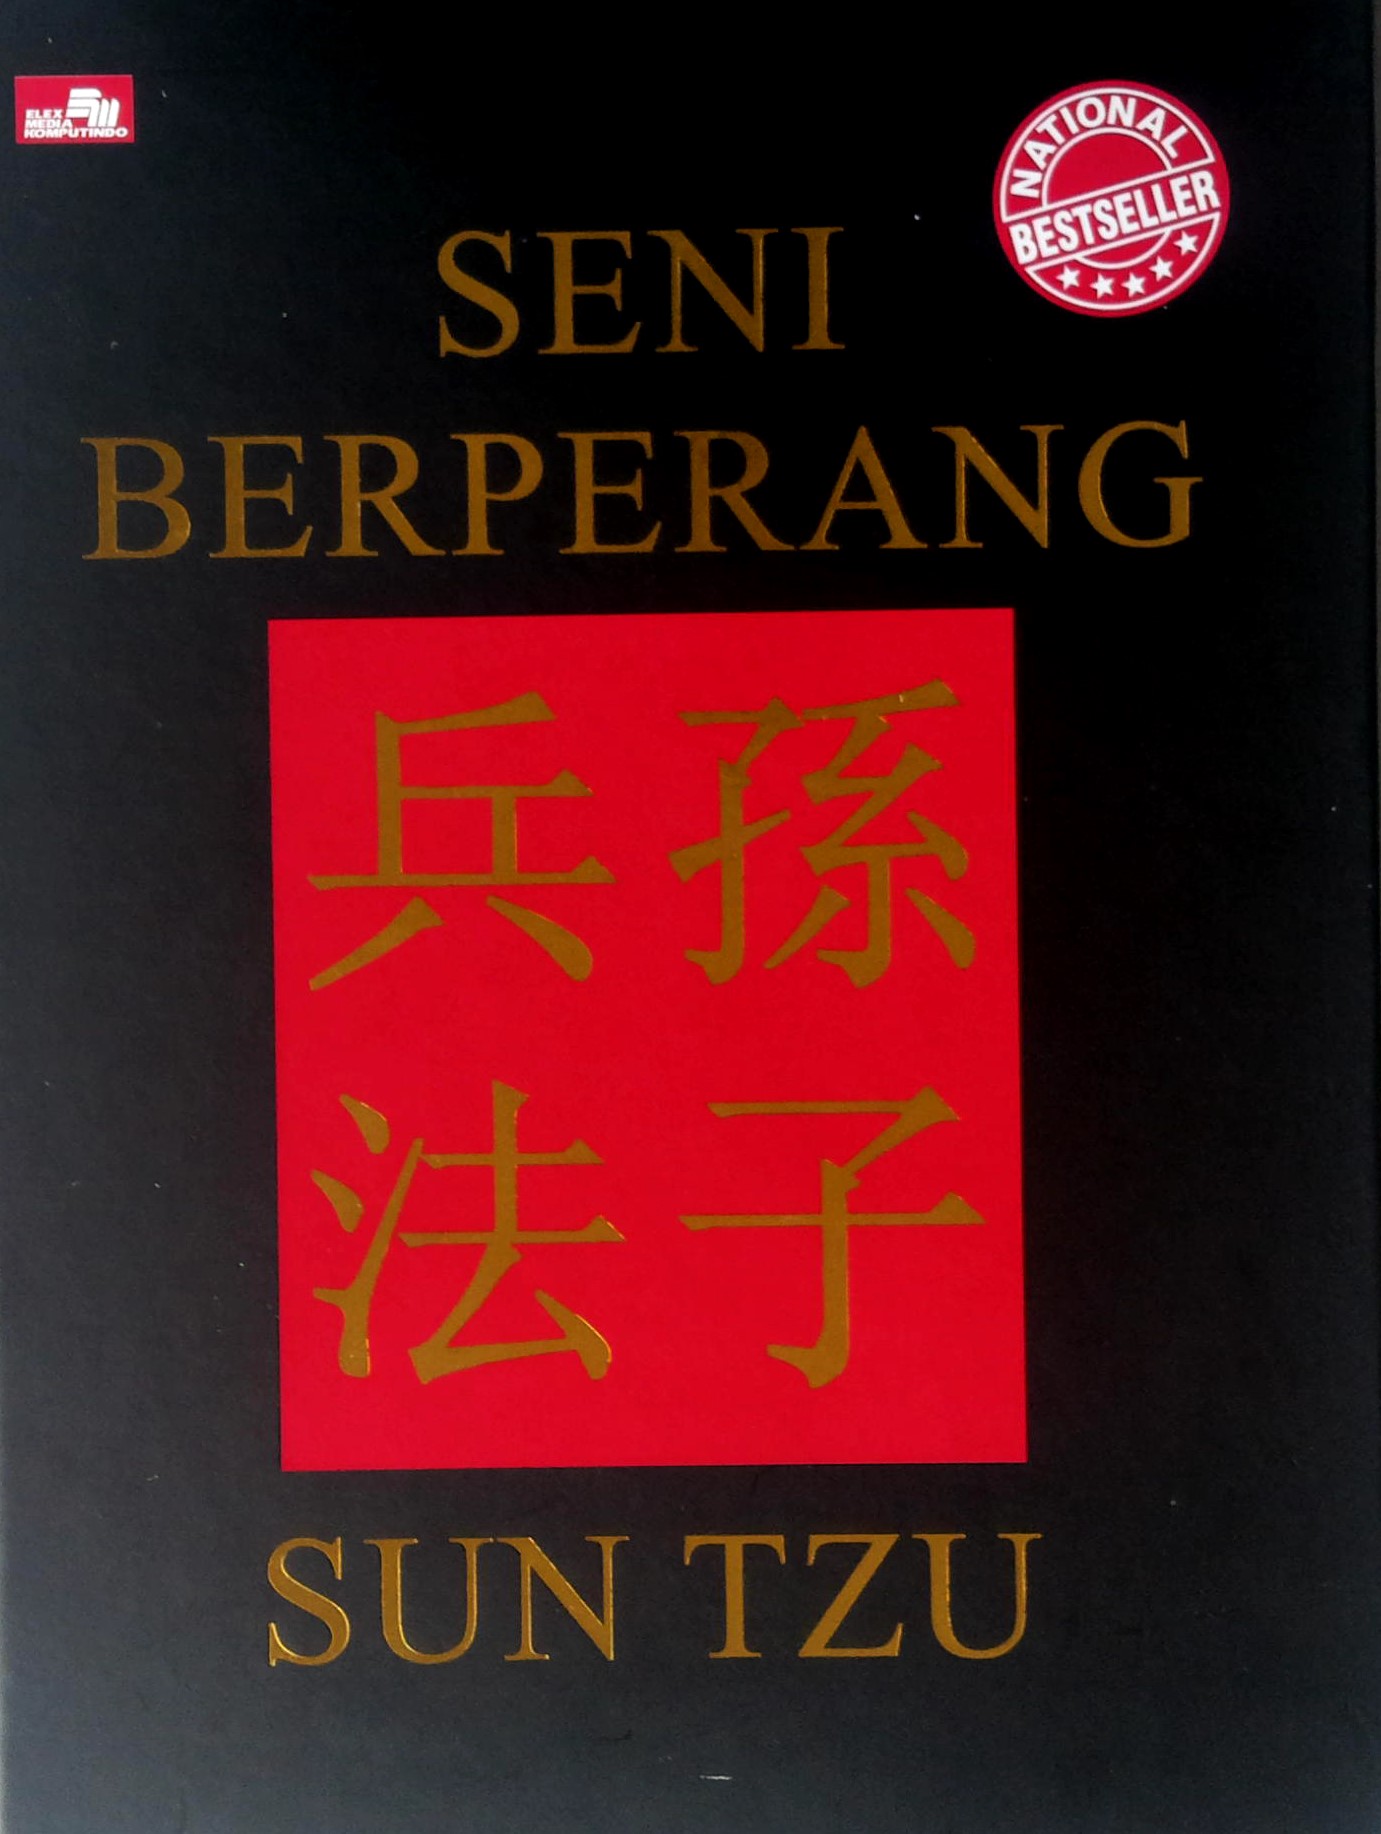 ELEX
MEDIA
KOMPUTINDO
NATIONAL
BESTSELLER
SENI
BERPERANG
孫子
兵法
SUN TZU